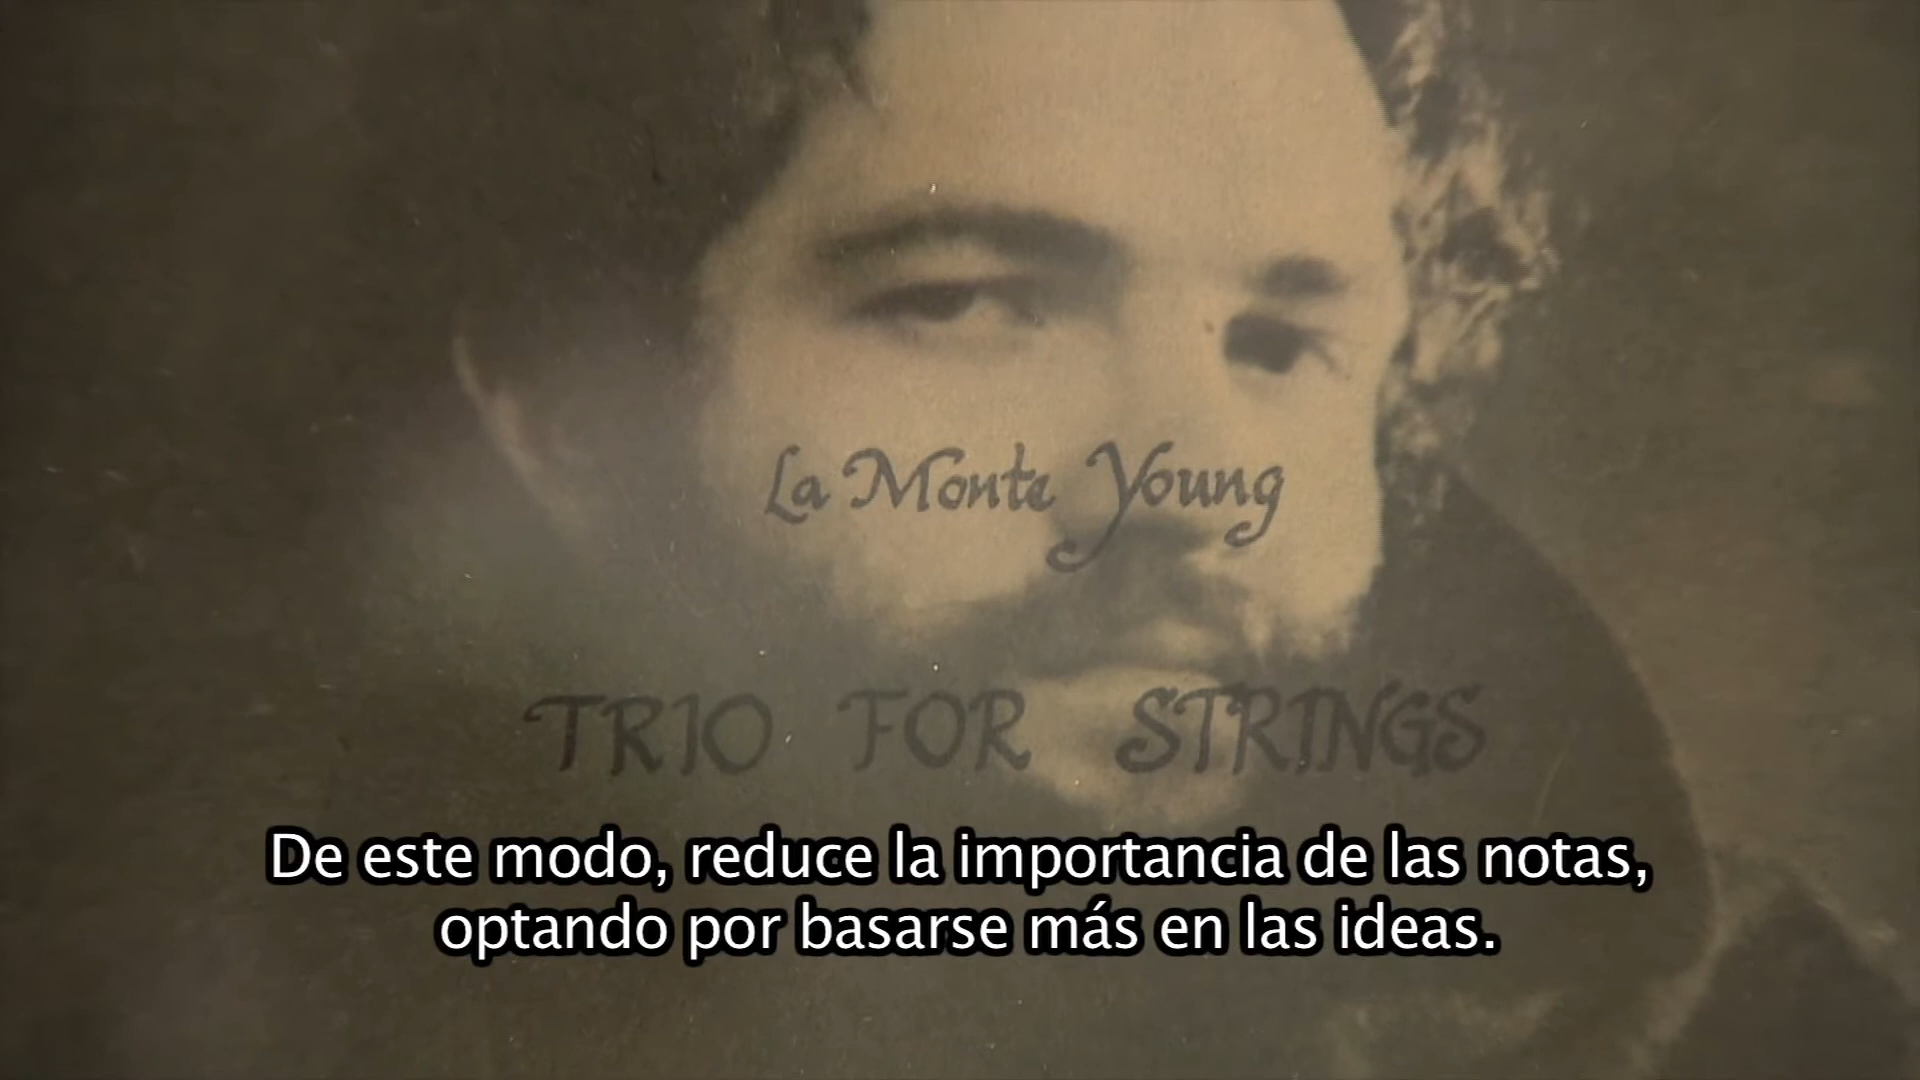 La Monte Young
TRIO FOR STRINGS
De este modo, reduce la importancia de las notas,
optando por basarse más en las ideas.